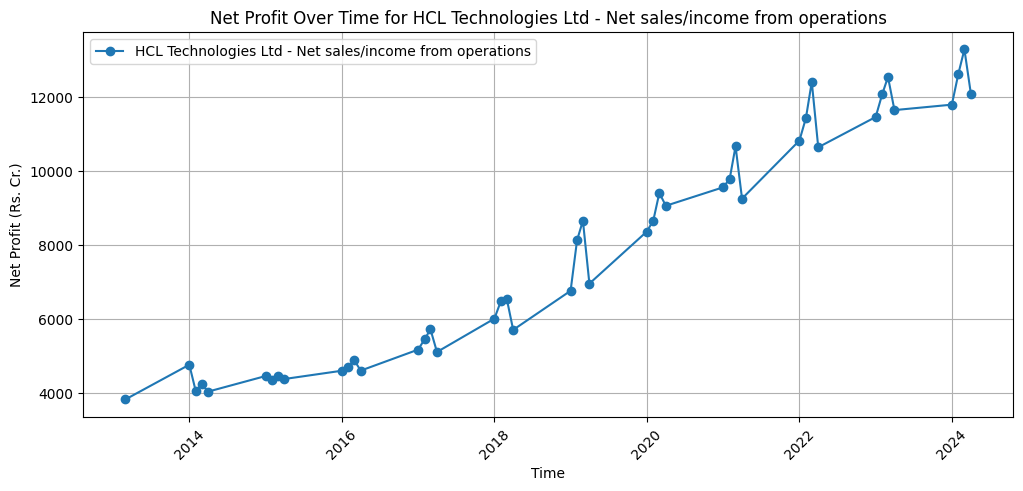 Net Profit Over Time for HCL Technologies Ltd - Net sales/income from operations
HCL Technologies Ltd - Net sales/income from operations
Net Profit (Rs. Cr.)
12000
10000
8000
6000
4000
2014
2016
2018
2020
2022
2024
Time